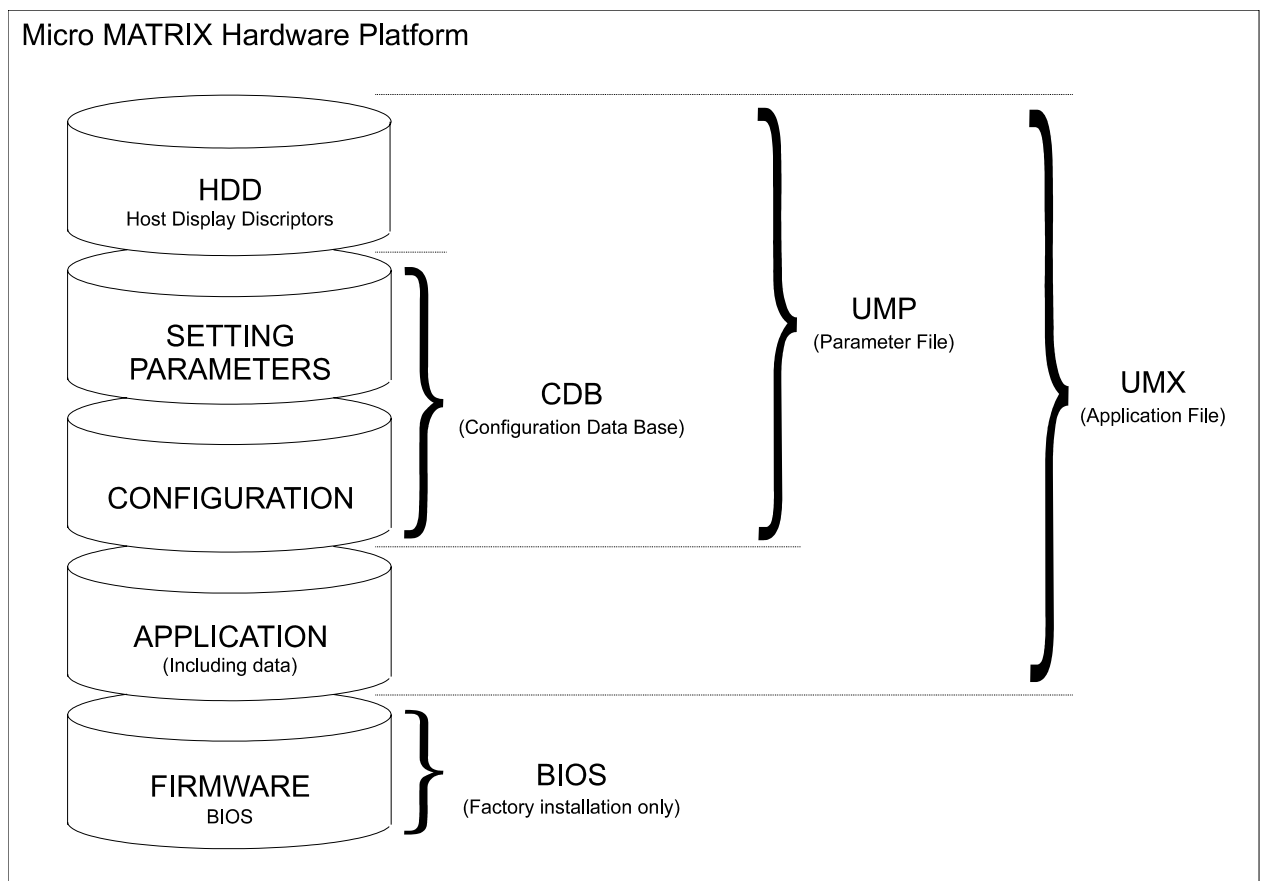 Micro MATRIX Hardware Platform
HDD
Host Display Discriptors
SETTING
PARAMETERS
CONFIGURATION
APPLICATION
(Including data)
FIRMWARE
BIOS
CDB
(Configuration Data Base)
UMP
(Parameter File)
UMX
(Application File)
BIOS
(Factory installation only)